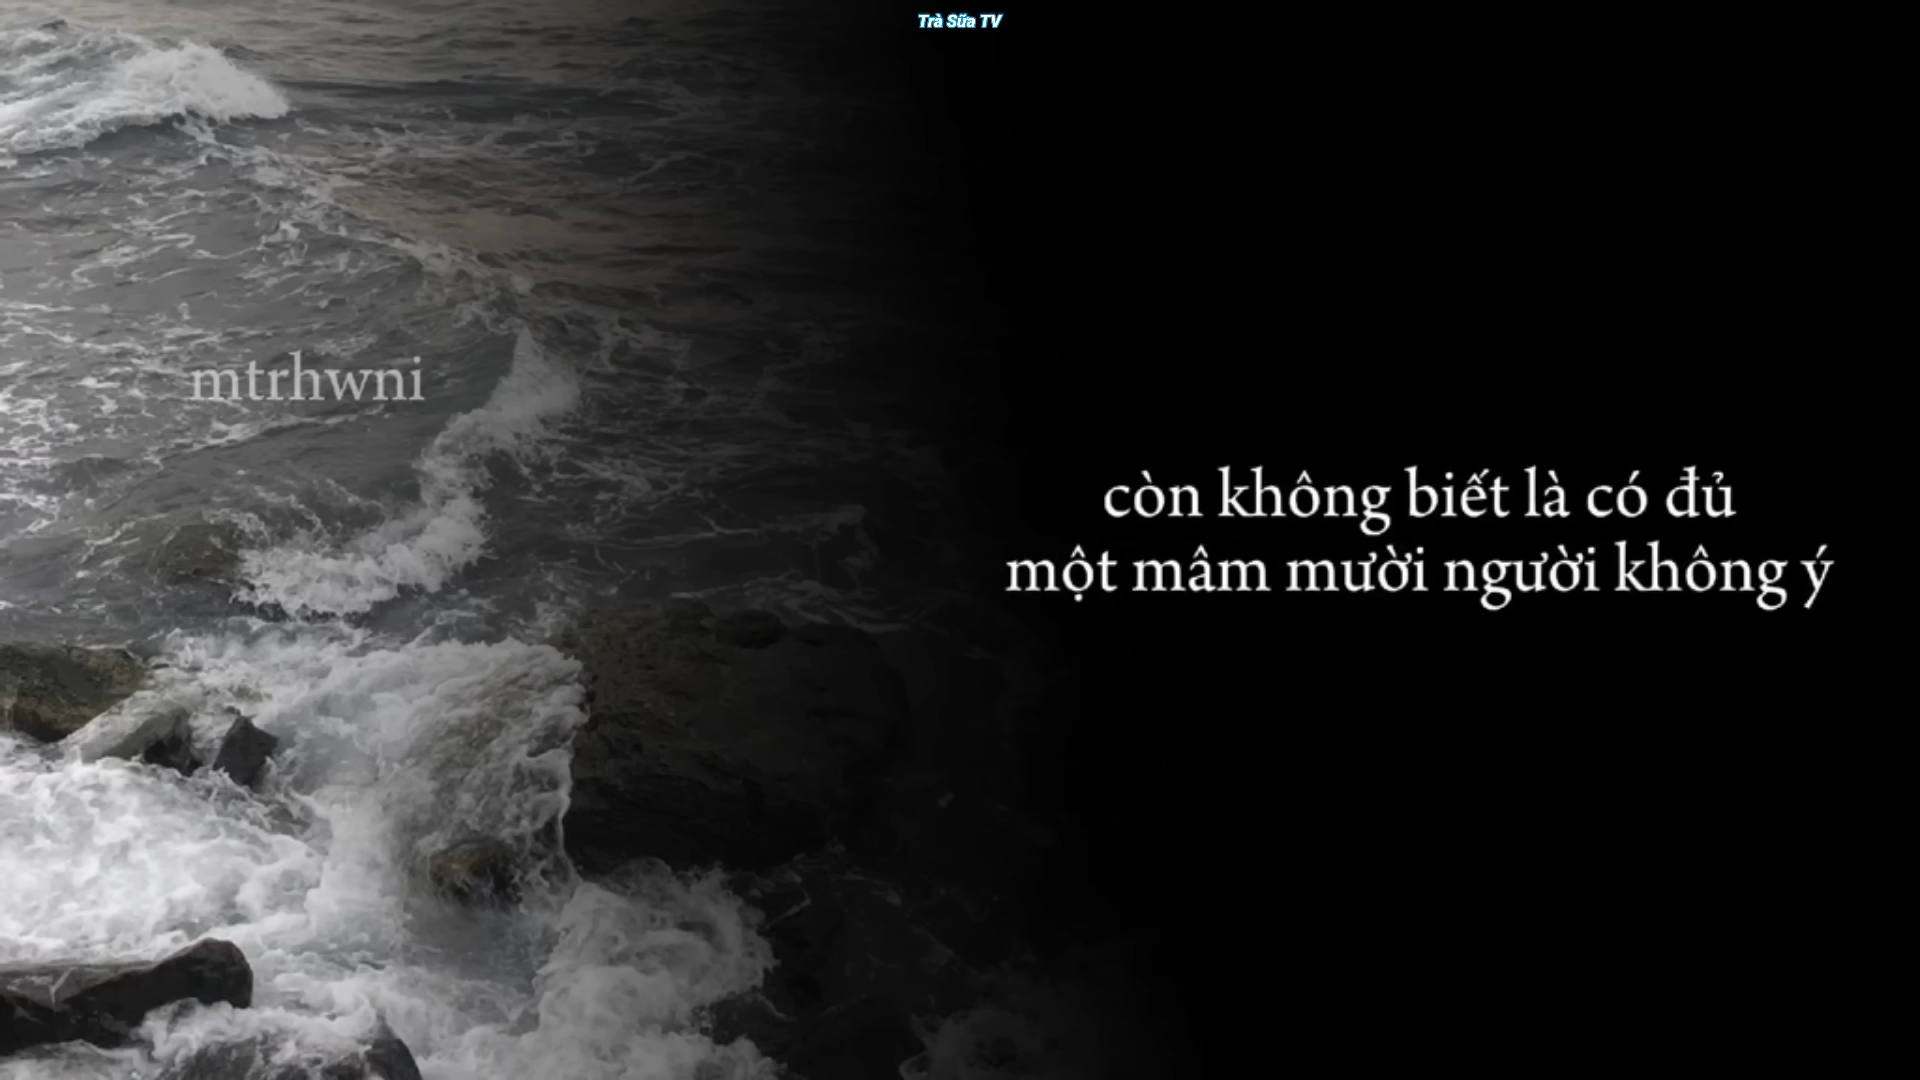 Trà Sữa TV
mtrhwni
còn không biết là có đủ
một mâm mười người không ý